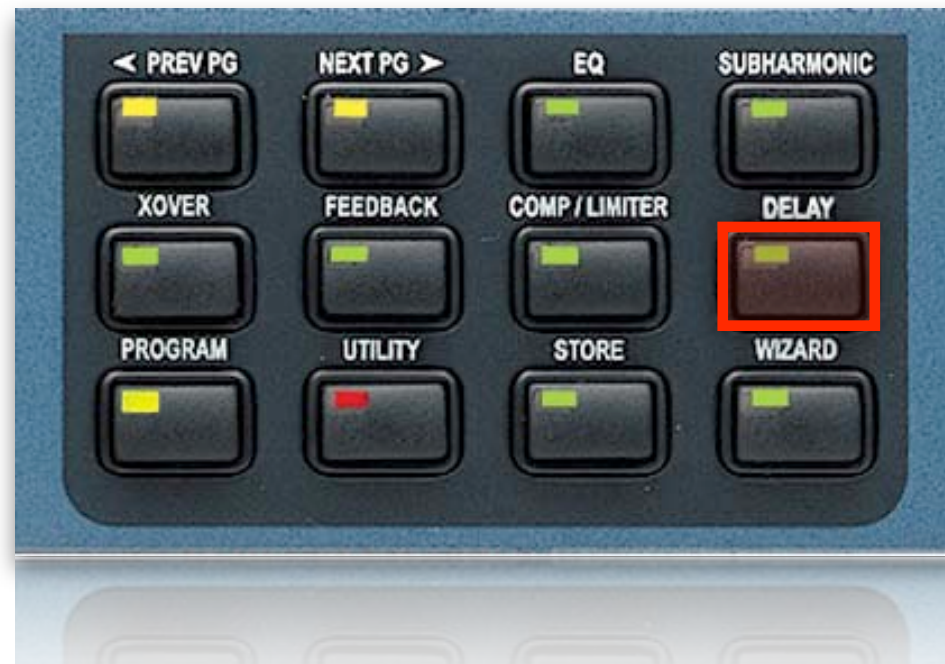 < PREV PG NEXT PG > EQ SUBHARMONIC
XOVER FEEDBACK COMP / LIMITER DELAY
PROGRAM UTILITY STORE WIZARD